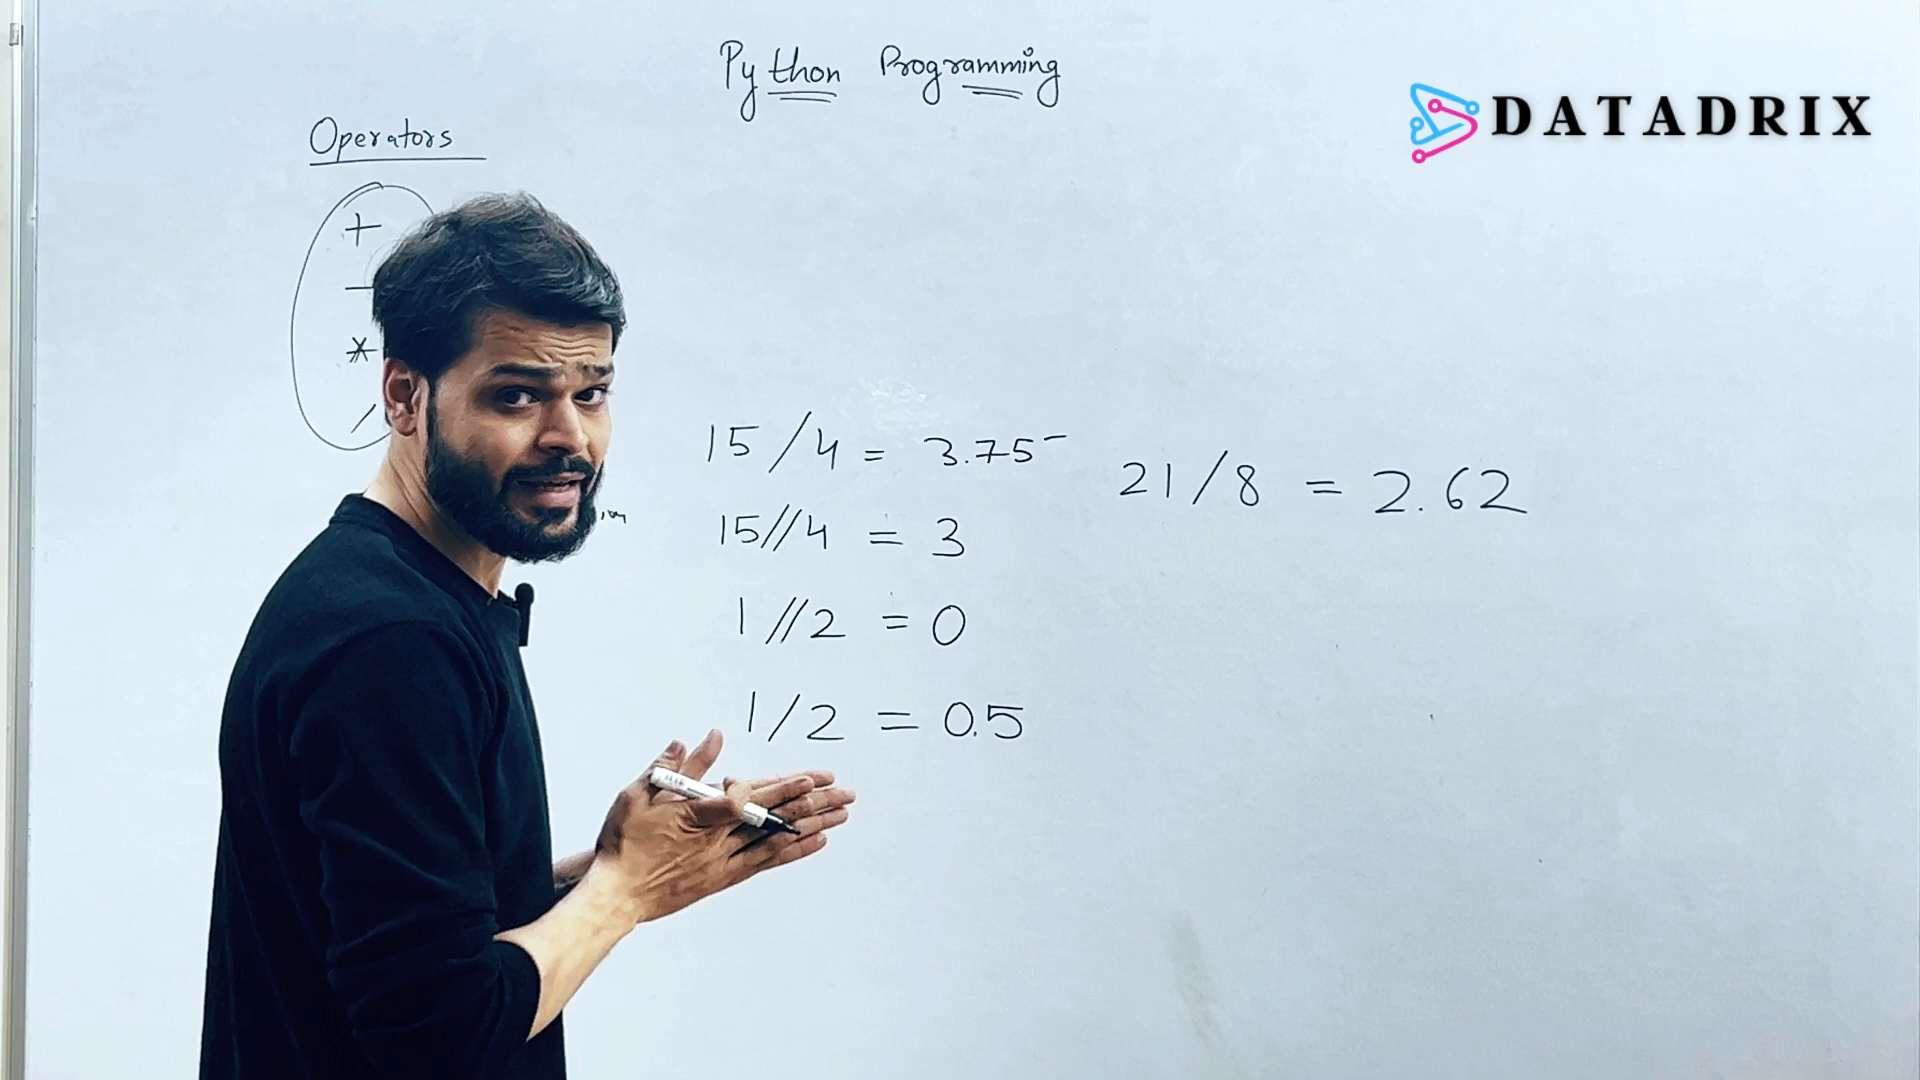 Python Programming
DATADRIX
Operators
+
-
*
/
15/4 = 3.75
15//4 = 3
1//2 = 0
1/2 = 0.5
21/8 = 2.62